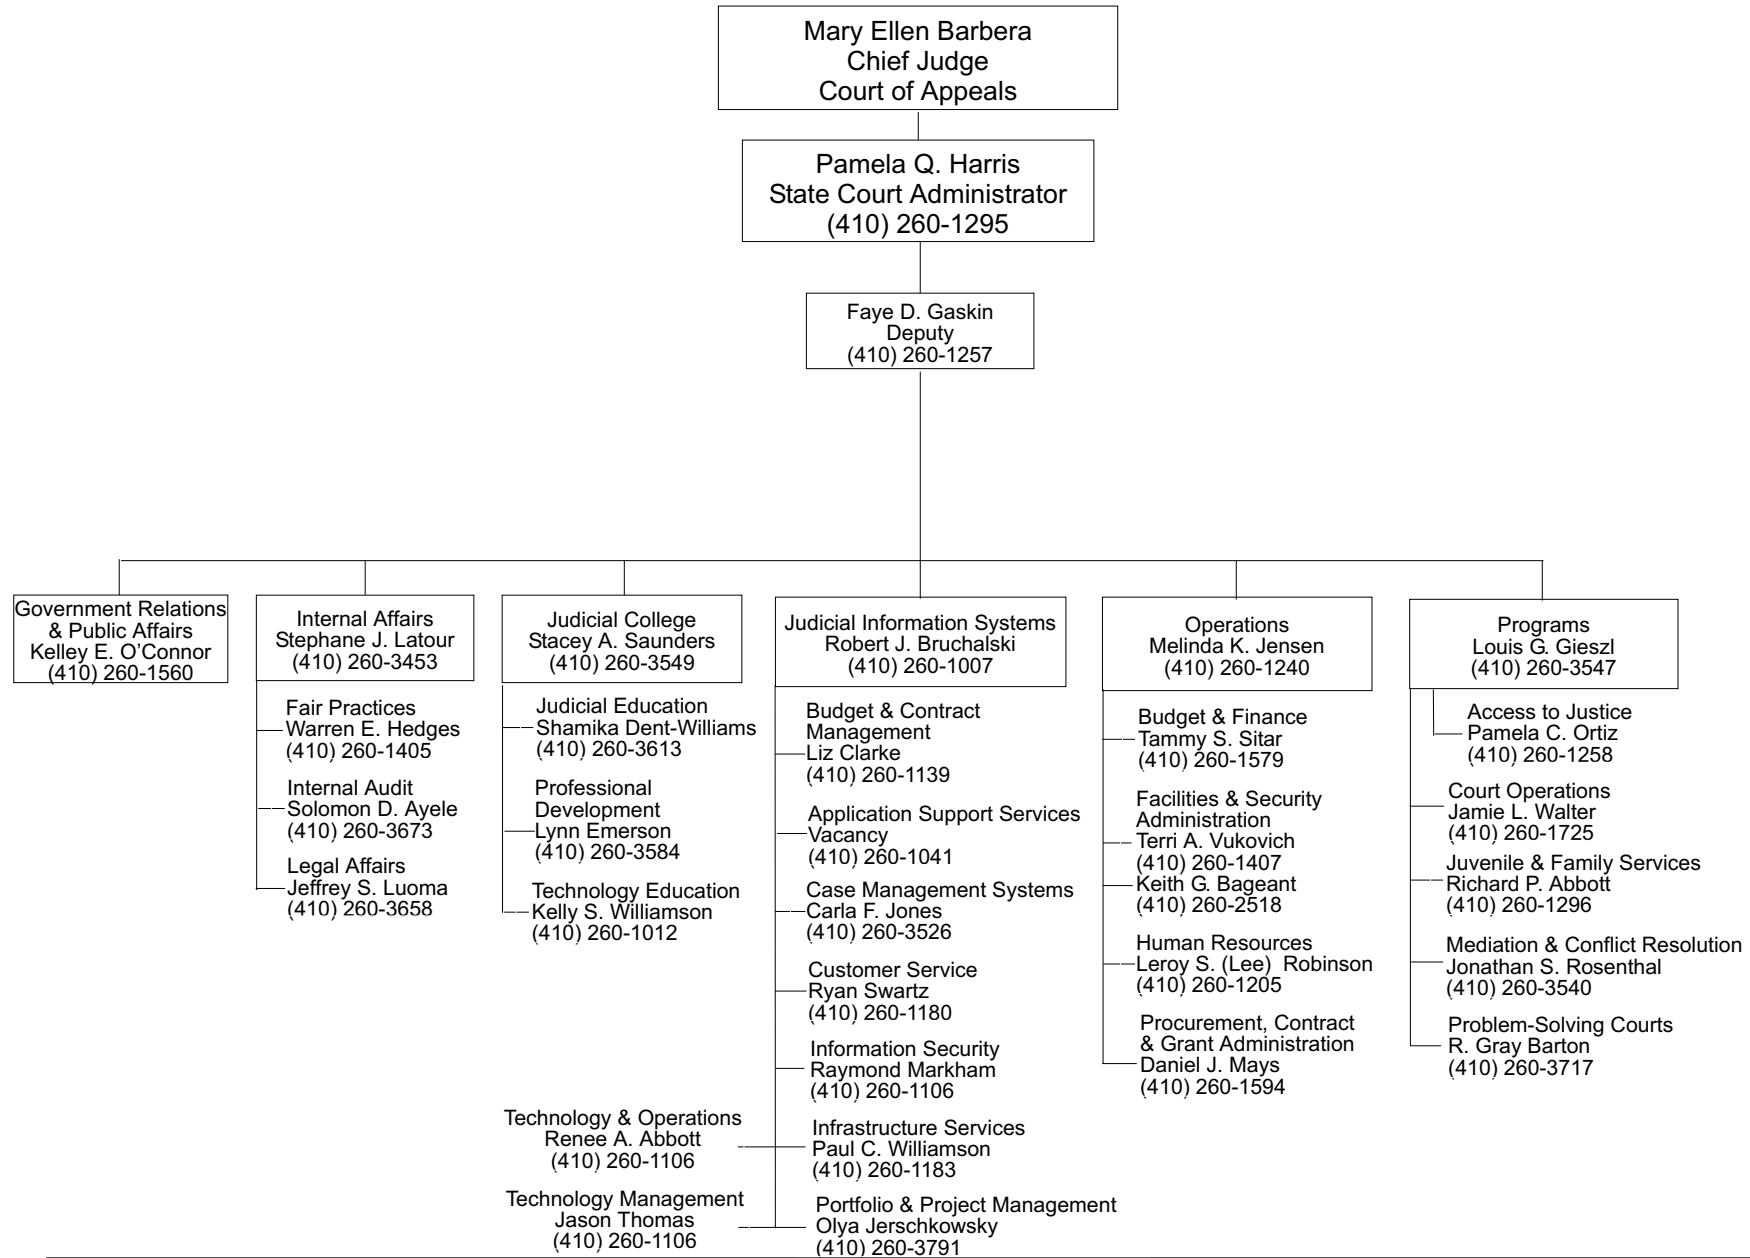 Mary Ellen Barbera
Chief Judge
Court of Appeals
Pamela Q. Harris
State Court Administrator
(410) 260-1295
Faye D. Gaskin
Deputy
(410) 260-1257
Government Relations
& Public Affairs
Kelley E. O’Connor
(410) 260-1560
Internal Affairs
Stephane J. Latour
(410) 260-3453
Fair Practices
Warren E. Hedges
(410) 260-1405
Internal Audit
Solomon D. Ayele
(410) 260-3673
Legal Affairs
Jeffrey S. Luoma
(410) 260-3658
Judicial College
Stacey A. Saunders
(410) 260-3549
Judicial Education
Shamika Dent-Williams
(410) 260-3613
Professional
Development
Lynn Emerson
(410) 260-3584
Technology Education
Kelly S. Williamson
(410) 260-1012
Judicial Information Systems
Robert J. Bruchalski
(410) 260-1007
Budget & Contract
Management
Liz Clarke
(410) 260-1139
Application Support Services
Vacancy
(410) 260-1041
Case Management Systems
Carla F. Jones
(410) 260-3526
Customer Service
Ryan Swartz
(410) 260-1180
Information Security
Raymond Markham
(410) 260-1106
Technology & Operations
Renee A. Abbott
(410) 260-1106
Infrastructure Services
Paul C. Williamson
(410) 260-1183
Technology Management
Jason Thomas
(410) 260-1106
Portfolio & Project Management
Olya Jerschkowsky
(410) 260-3791
Operations
Melinda K. Jensen
(410) 260-1240
Budget & Finance
Tammy S. Sitar
(410) 260-1579
Facilities & Security
Administration
Terri A. Vukovich
(410) 260-1407
Keith G. Bageant
(410) 260-2518
Human Resources
Leroy S. (Lee)  Robinson
(410) 260-1205
Procurement, Contract
& Grant Administration
Daniel J. Mays
(410) 260-1594
Programs
Louis G. Gieszl
(410) 260-3547
Access to Justice
Pamela C. Ortiz
(410) 260-1258
Court Operations
Jamie L. Walter
(410) 260-1725
Juvenile & Family Services
Richard P. Abbott
(410) 260-1296
Mediation & Conflict Resolution
Jonathan S. Rosenthal
(410) 260-3540
Problem-Solving Courts
R. Gray Barton
(410) 260-3717